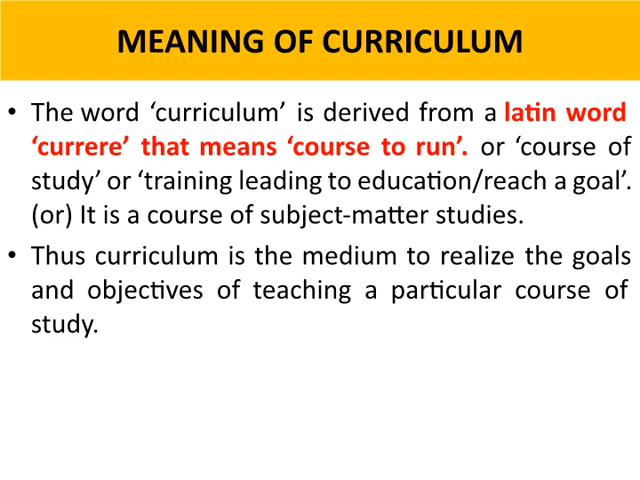 MEANING OF CURRICULUM
• The word ‘curriculum’ is derived from a latin word
‘currere’ that means ‘course to run’. or ‘course of
study’ or ‘training leading to education/reach a goal’.
(or) It is a course of subject-matter studies.
• Thus curriculum is the medium to realize the goals
and objectives of teaching a particular course of
study.